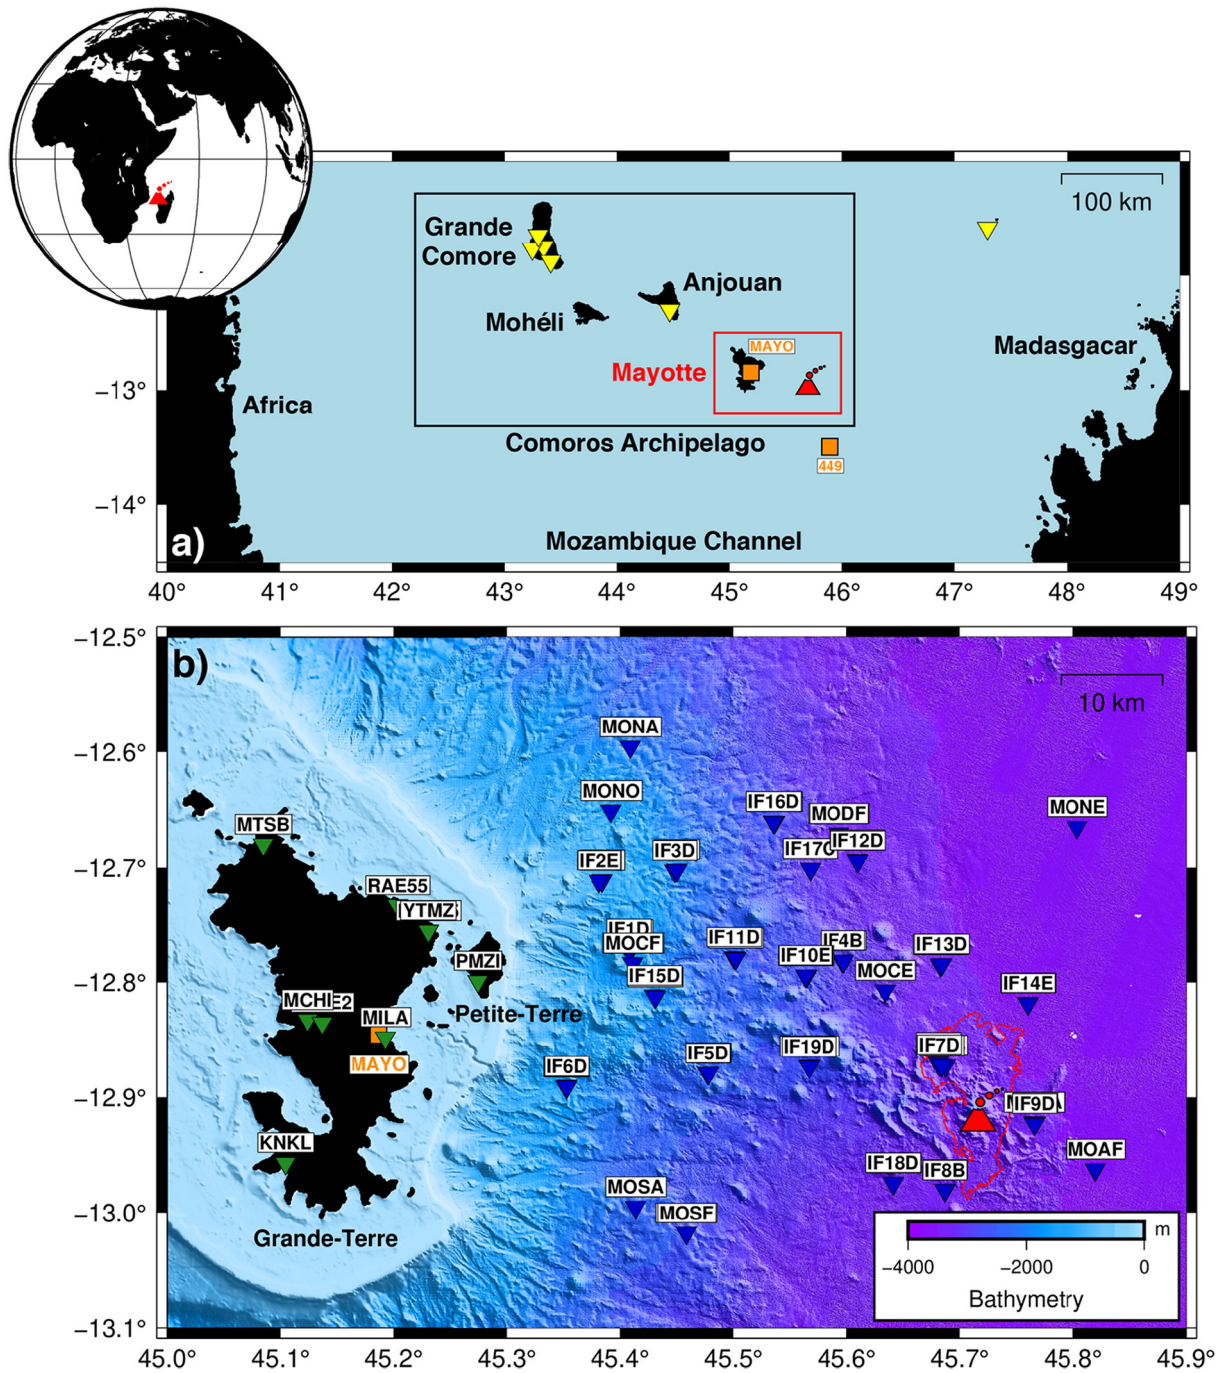 100 km
Grande
Comore
Anjouan
Mohéli
Madasgacar
MAYO
Mayotte
−13°
Africa
Comoros Archipelago
449
−14°
Mozambique Channel
a)
40° 41° 42° 43° 44° 45° 46° 47° 48° 49°
−12.5°
b)
10 km
MONA
−12.6°
MONO
IF16D
MODF
MONE
MTSB
IF12D
IF17C
IF3D
IF2E
−12.7°
RAE55
YTMZ
IF1D
MOCF
IF11D
IF4B
IF13D
IF10E
PMZI
MOCE
IF15D
−12.8°
IF14E
MCHI E2
Petite-Terre
MILA
IF19D
IF7D
IF5D
MAYO
IF6D
−12.9°
IF9D
KNKL
MOAF
IF18D
IF8B
MOSA
−13.0°
MOSF
Grande-Terre
m
−4000 −2000 0
Bathymetry
−13.1°
45.0° 45.1° 45.2° 45.3° 45.4° 45.5° 45.6° 45.7° 45.8° 45.9°